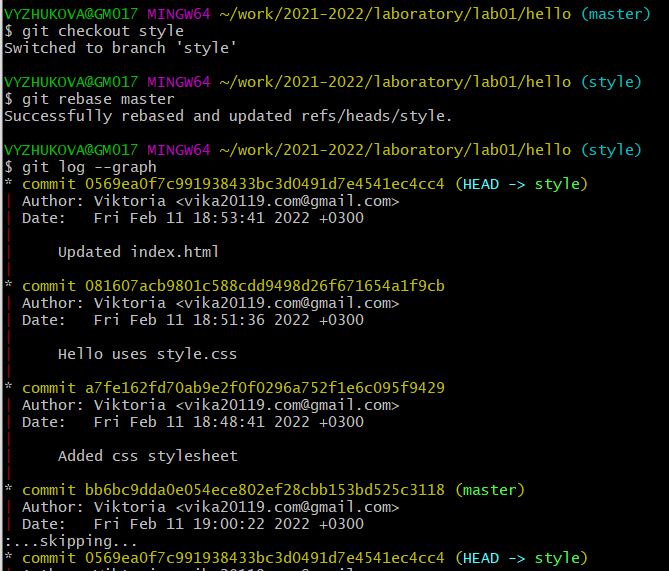 VYZHUKOVA@GM017 MINGW64 ~/work/2021-2022/laboratory/lab01/hello (master)
$ git checkout style
Switched to branch 'style'
VYZHUKOVA@GM017 MINGW64 ~/work/2021-2022/laboratory/lab01/hello (style)
$ git rebase master
Successfully rebased and updated refs/heads/style.
VYZHUKOVA@GM017 MINGW64 ~/work/2021-2022/laboratory/lab01/hello (style)
$ git log --graph
* commit 0569ea0f7c991938433bc3d0491d7e4541ec4cc4 (HEAD -> style)
| Author: Viktoria <vika20119.com@gmail.com>
| Date:   Fri Feb 11 18:53:41 2022 +0300
|
|     Updated index.html
|
* commit 081607acb9801c588cdd9498d26f671654a1f9cb
| Author: Viktoria <vika20119.com@gmail.com>
| Date:   Fri Feb 11 18:51:36 2022 +0300
|
|     Hello uses style.css
|
* commit a7fe162fd70ab9e2f0f0296a752f1e6c095f9429
| Author: Viktoria <vika20119.com@gmail.com>
| Date:   Fri Feb 11 18:48:41 2022 +0300
|
|     Added css stylesheet
|
* commit bb6bc9dda0e054ece802ef28cbb153bd525c3118 (master)
| Author: Viktoria <vika20119.com@gmail.com>
| Date:   Fri Feb 11 19:00:22 2022 +0300
:...skipping...
* commit 0569ea0f7c991938433bc3d0491d7e4541ec4cc4 (HEAD -> style)